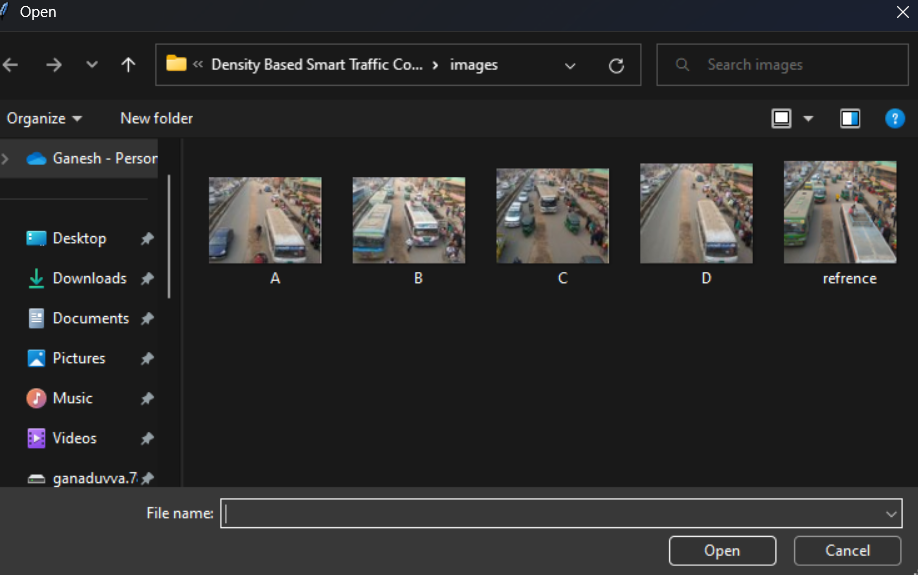 Open
Density Based Smart Traffic Co... › images
Search images
Organize
New folder
Ganesh - Person
Desktop
Downloads
Documents
Pictures
Music
Videos
ganaduvva.7
A
B
C
D
refrence
File name:
Open
Cancel